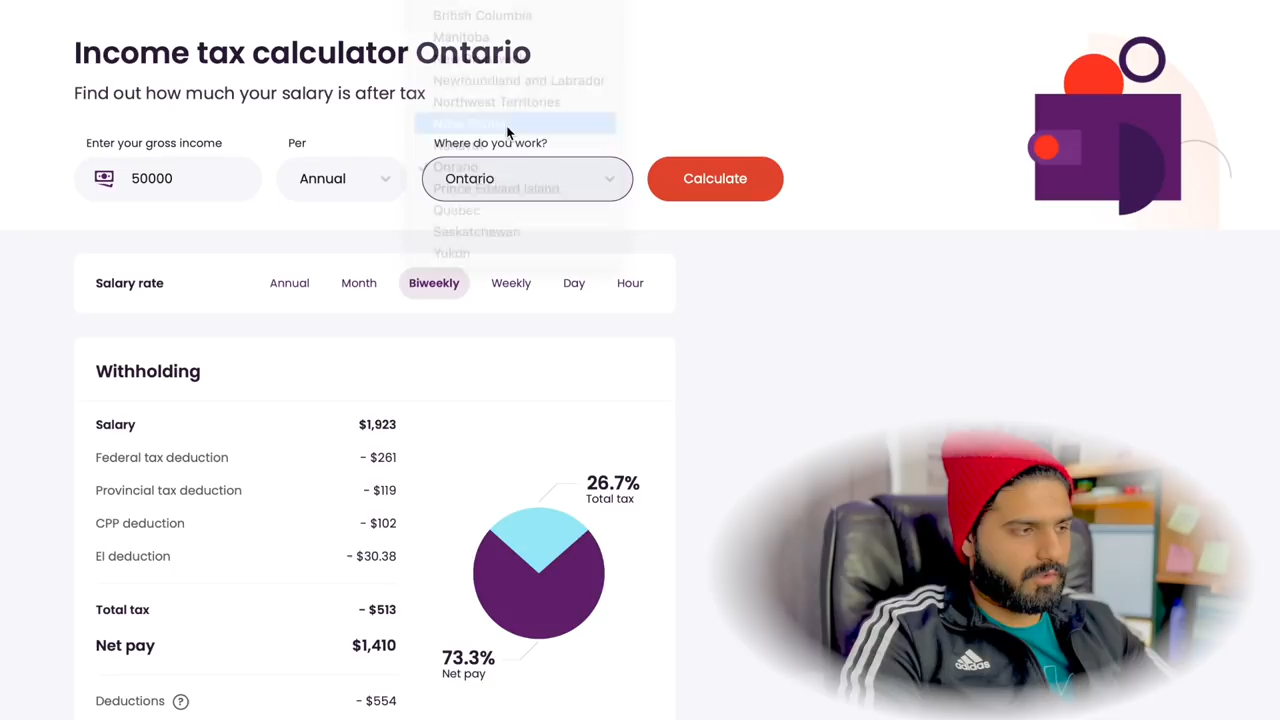 British Columbia
Manitoba
Income tax calculator Ontario
Newfoundland and Labrador
Find out how much your salary is after tax
Northwest Territories
Enter your gross income
Per
Where do you work?
50000
Annual
Ontario
Calculate
Prince Edward Island
Quebec
Saskatchewan
Yukon
Salary rate
Annual
Month
Biweekly
Weekly
Day
Hour
Withholding
Salary
$1,923
Federal tax deduction
- $261
Provincial tax deduction
- $119
CPP deduction
- $102
EI deduction
- $30.38
Total tax
- $513
Net pay
$1,410
Deductions ?
- $554
26.7%
Total tax
73.3%
Net pay
adidas